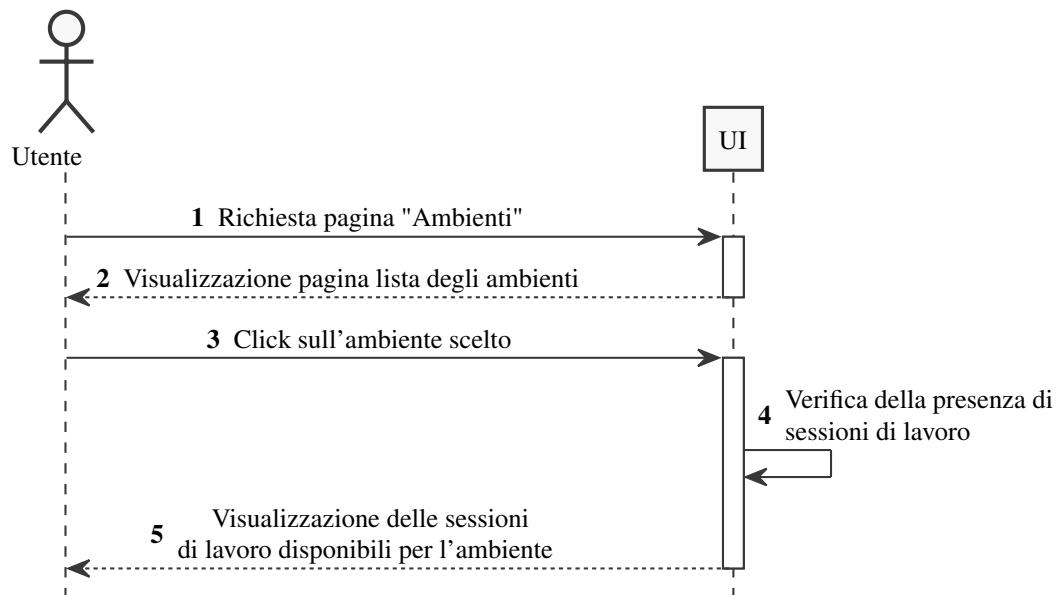 Utente
UI
1 Richiesta pagina "Ambienti"
2 Visualizzazione pagina lista degli ambienti
3 Click sull'ambiente scelto
4 Verifica della presenza di
sessioni di lavoro
5 Visualizzazione delle sessioni
di lavoro disponibili per l'ambiente